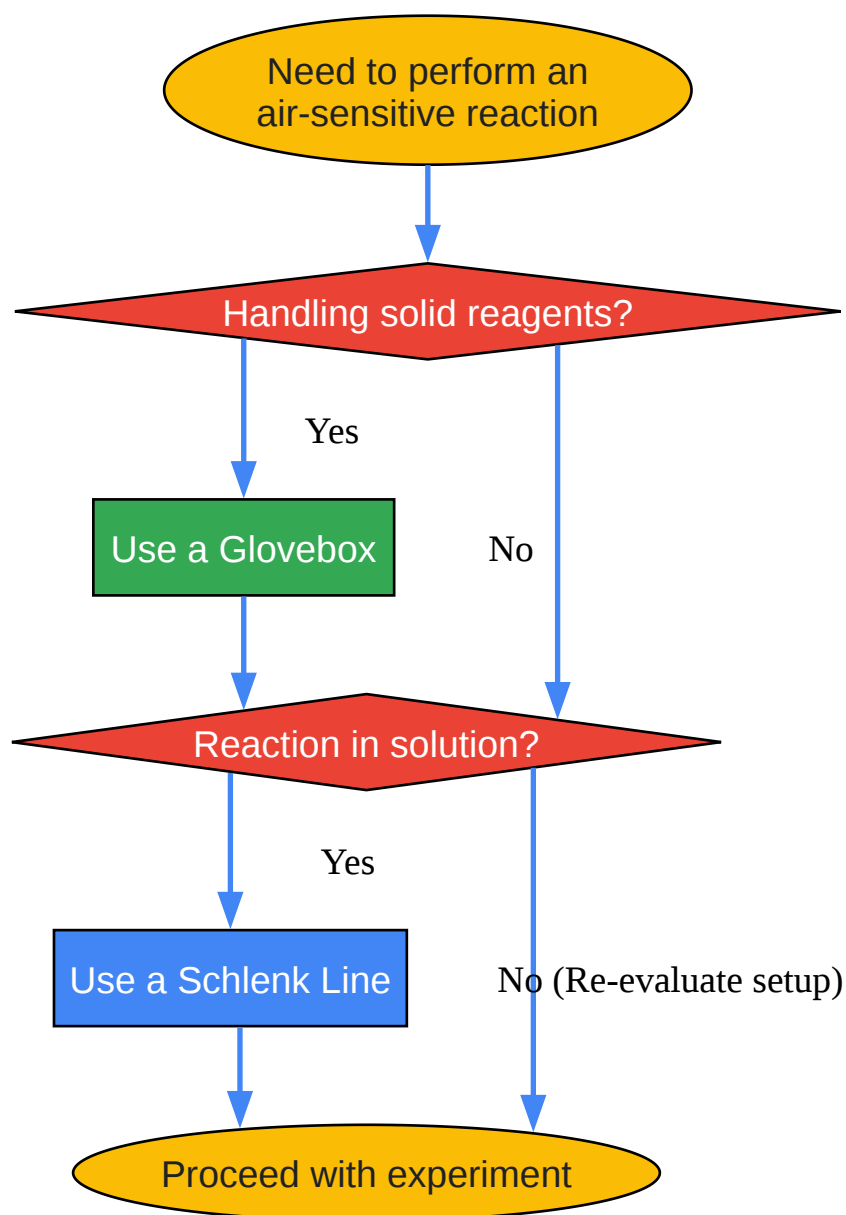 Need to perform an
air-sensitive reaction
Handling solid reagents?
Yes
Use a Glovebox
No
Reaction in solution?
Yes
Use a Schlenk Line
No (Re-evaluate setup)
Proceed with experiment